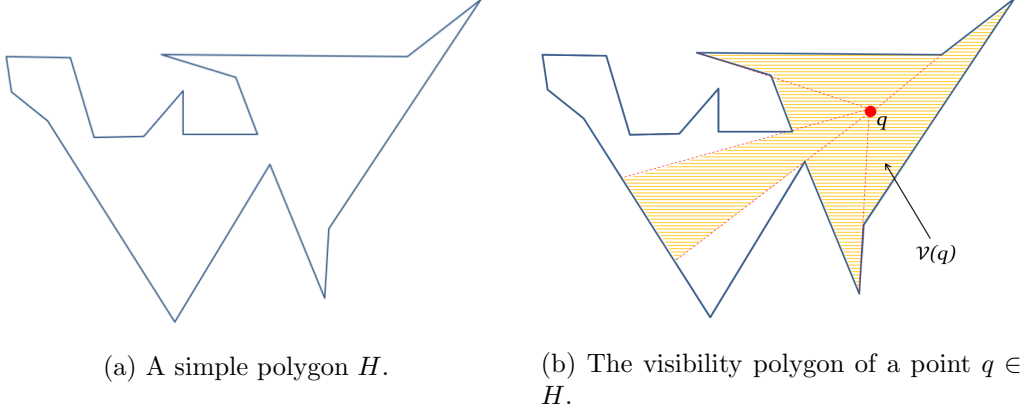 q
𝒱(q)
(a) A simple polygon H.
(b) The visibility polygon of a point q ∈
H.